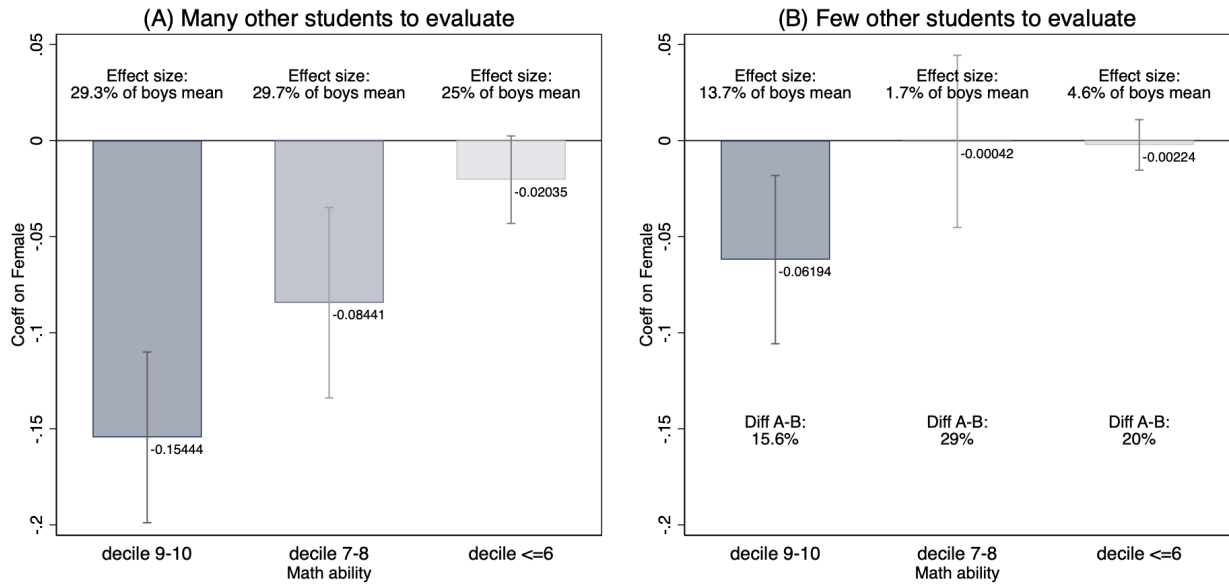 (A) Many other students to evaluate
.05
0
-.05
-.1
-.15
-.2
Coeff on Female
Effect size:
29.3% of boys mean
Effect size:
29.7% of boys mean
Effect size:
25% of boys mean
-0.15444
-0.08441
-0.02035
decile 9-10
decile 7-8
decile <=6
Math ability
(B) Few other students to evaluate
.05
0
-.05
-.1
-.15
-.2
Coeff on Female
Effect size:
13.7% of boys mean
Effect size:
1.7% of boys mean
Effect size:
4.6% of boys mean
-0.06194
-0.00042
-0.00224
Diff A-B:
15.6%
Diff A-B:
29%
Diff A-B:
20%
decile 9-10
decile 7-8
decile <=6
Math ability